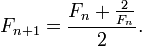 F_{n+1} = \frac{F_n + \frac{2}{F_n}}{2}.